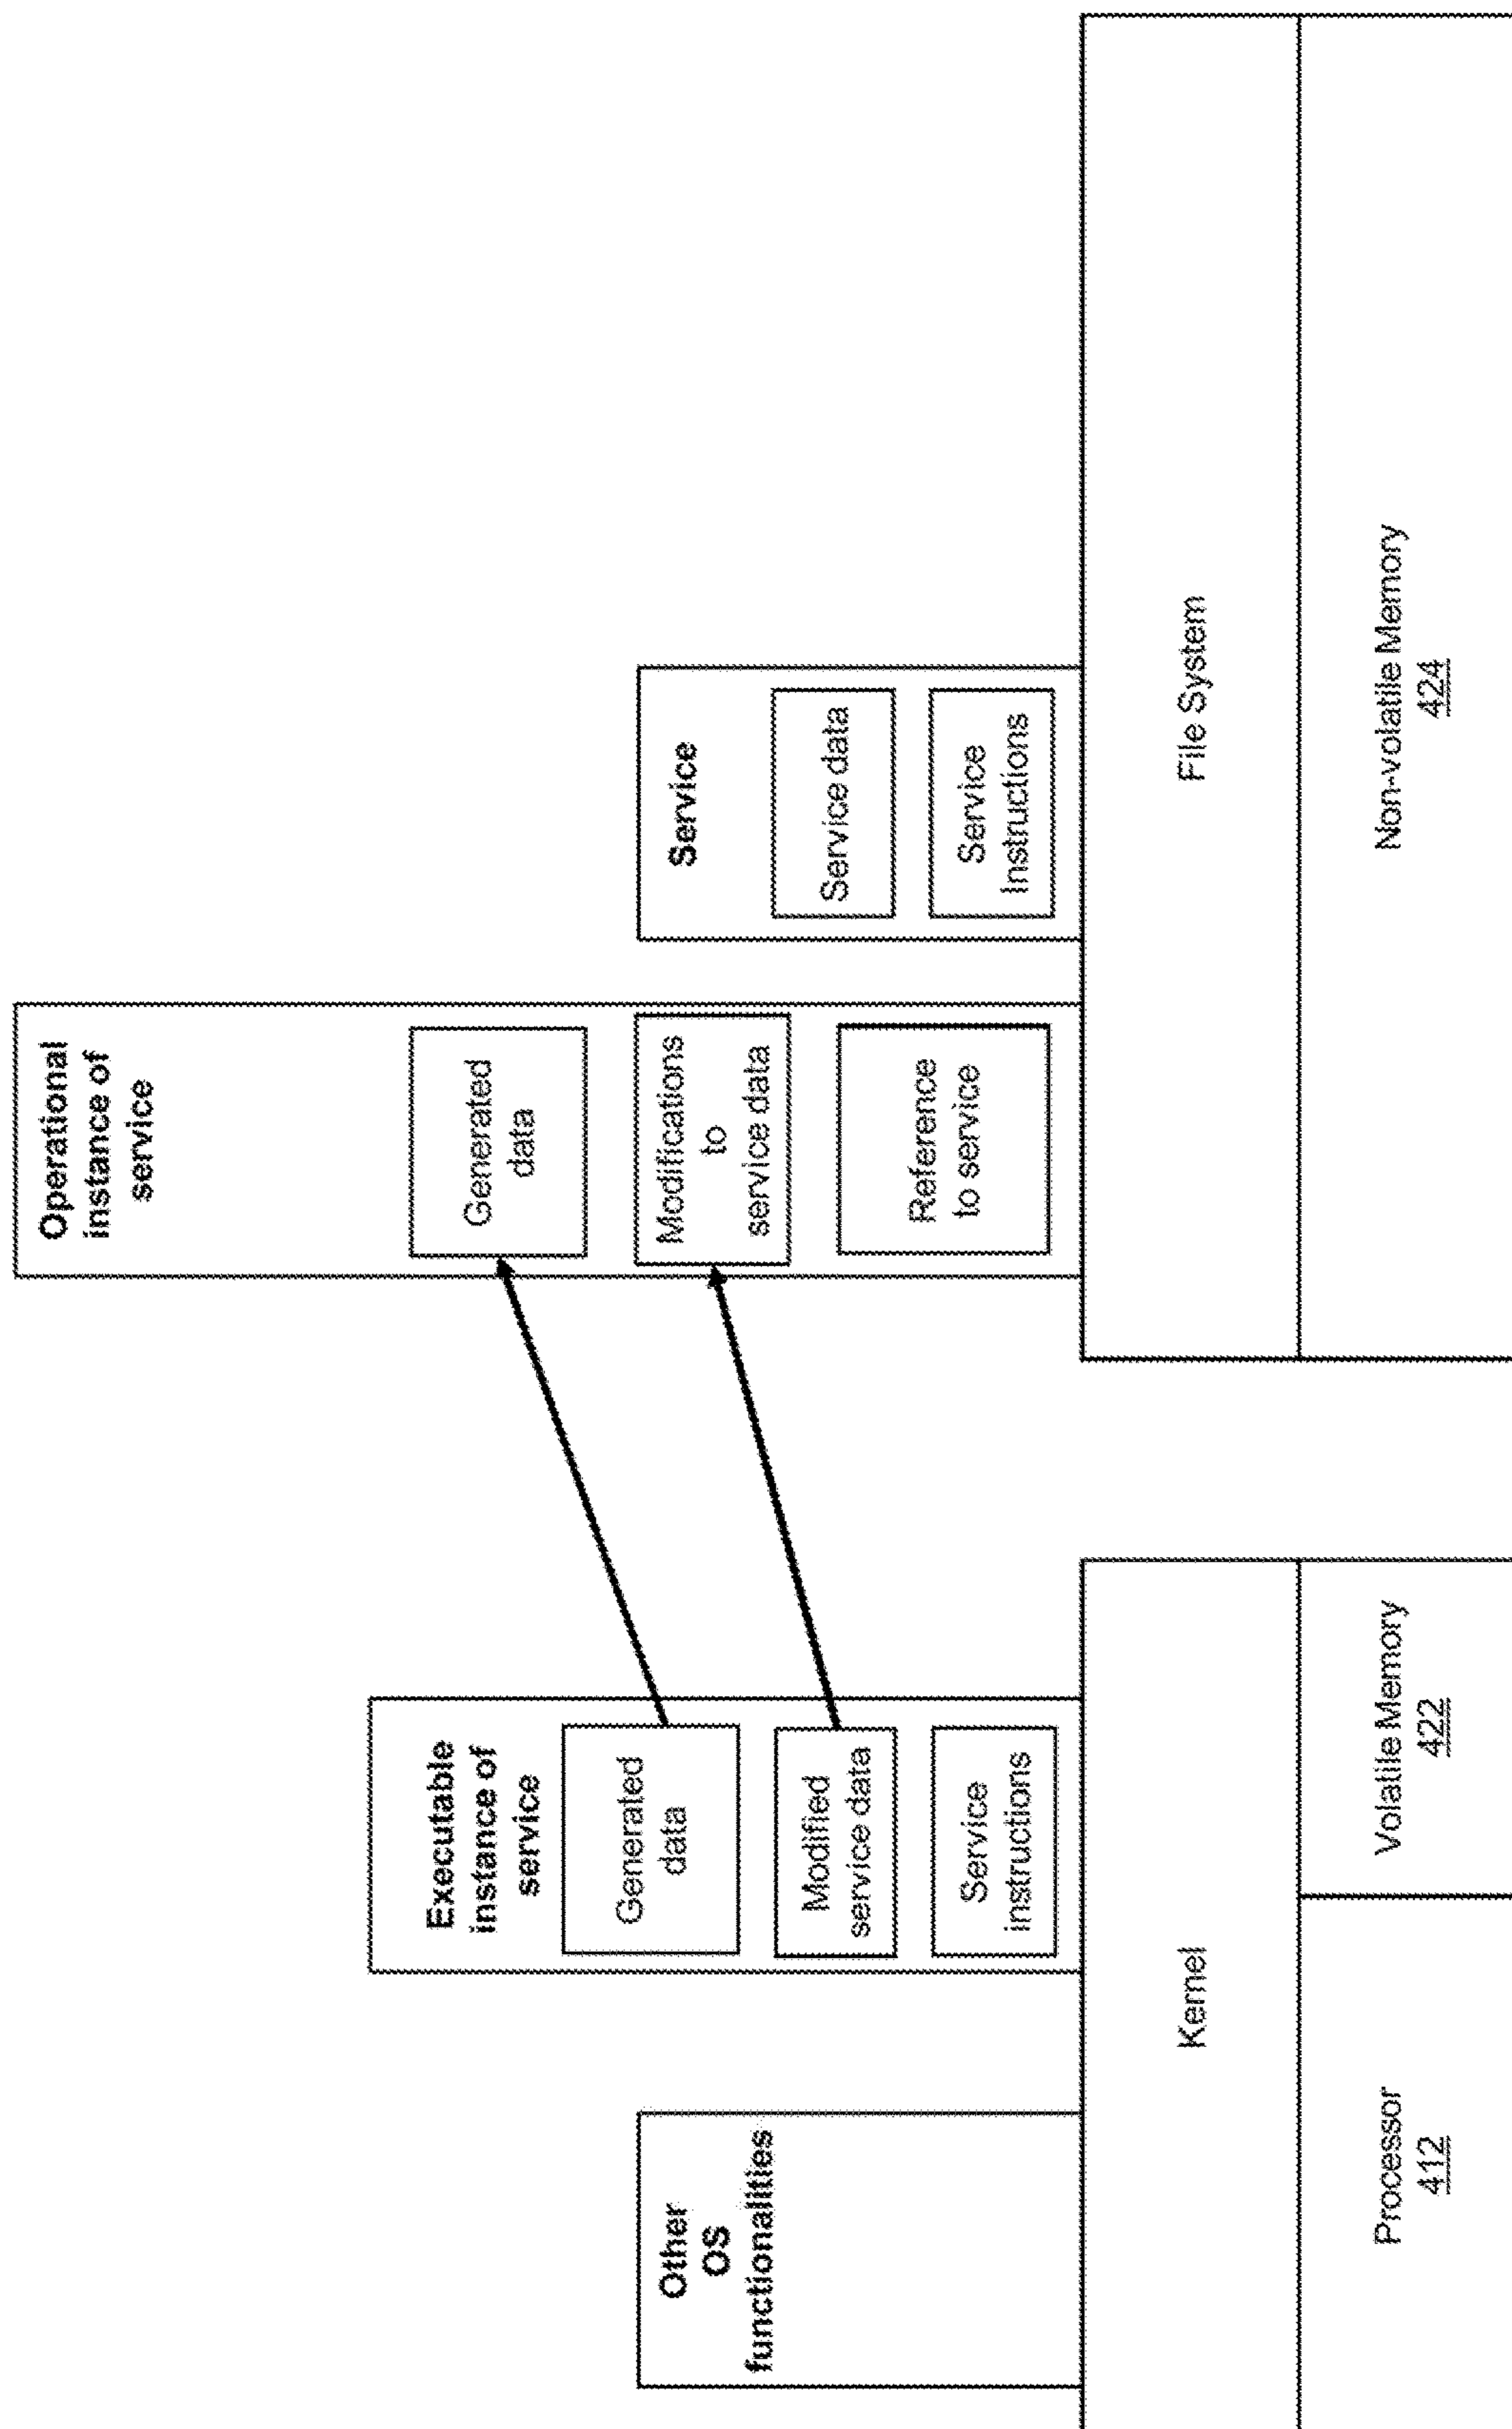 Other
OS
functionalities
Executable
instance of
service
Generated
data
Modified
service data
Service
instructions
Kernel
Processor
412
Volatile Memory
422
Operational
instance of
service
Generated
data
Modifications
to
service data
Reference
to service
Service
Service data
Service
Instructions
File System
Non-volatile Memory
424